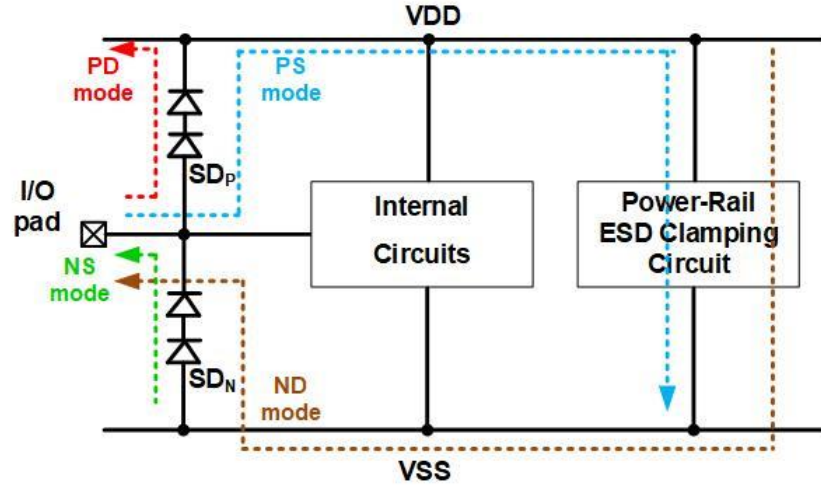 VDD
PD
mode
PS
mode
SDP
I/O
pad
Internal
Circuits
Power-Rail
ESD Clamping
Circuit
NS
mode
SDN
ND
mode
VSS